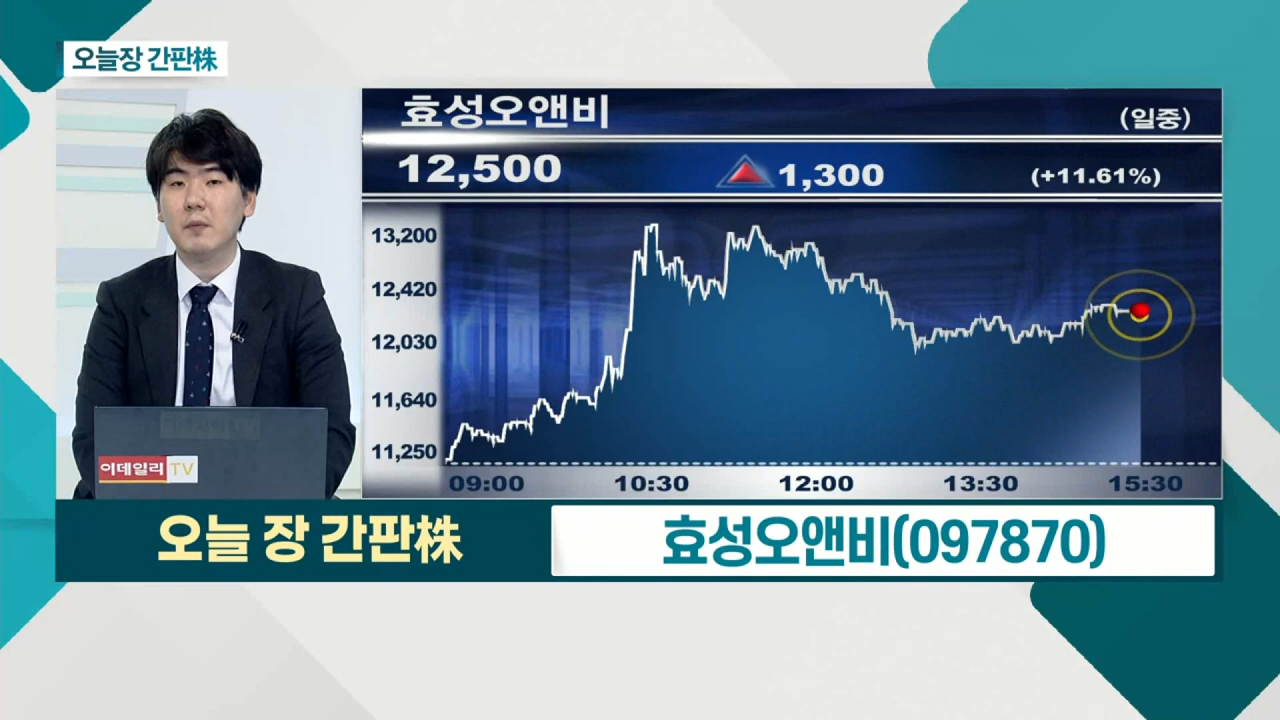 오늘장 간판株
효성오앤비
(일중)
12,500
1,300
(+11.61%)
13,200
12,420
12,030
11,640
11,250
09:00
10:30
12:00
13:30
15:30
이데일리TV
오늘 장 간판株
효성오앤비(097870)